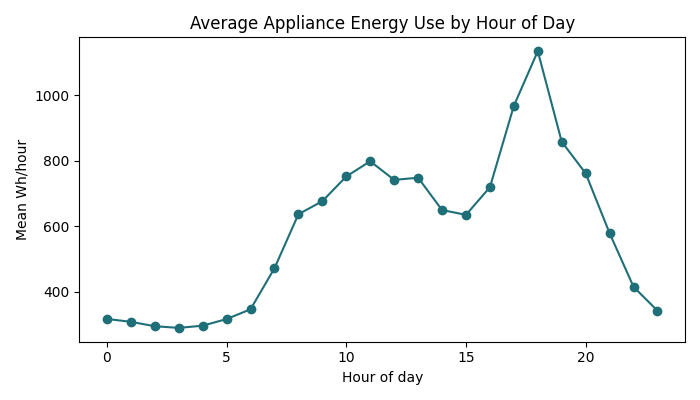 Average Appliance Energy Use by Hour of Day
1000
800
600
400
Mean Wh/hour
0 5 10 15 20
Hour of day